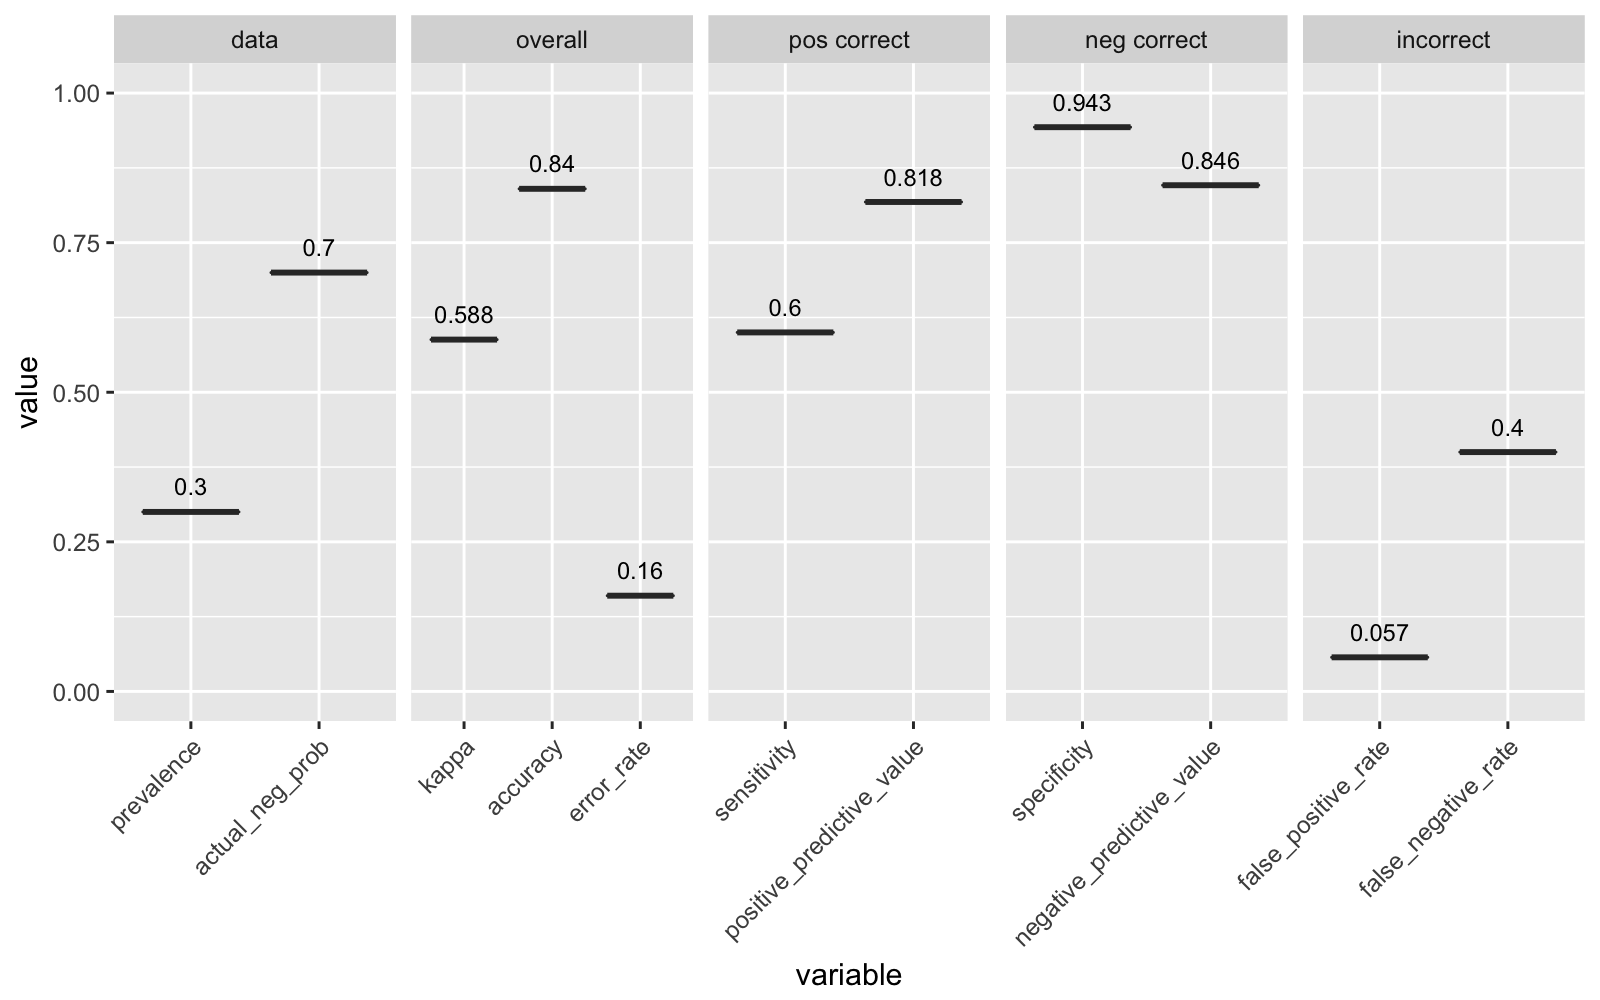 data
overall
pos correct
neg correct
incorrect
value
1.00
0.75
0.50
0.25
0.00
0.3
0.7
0.588
0.84
0.16
0.6
0.818
0.943
0.846
0.057
0.4
prevalence
actual_neg_prob
kappa
accuracy
error_rate
sensitivity
positive_predictive_value
specificity
negative_predictive_value
false_positive_rate
false_negative_rate
variable